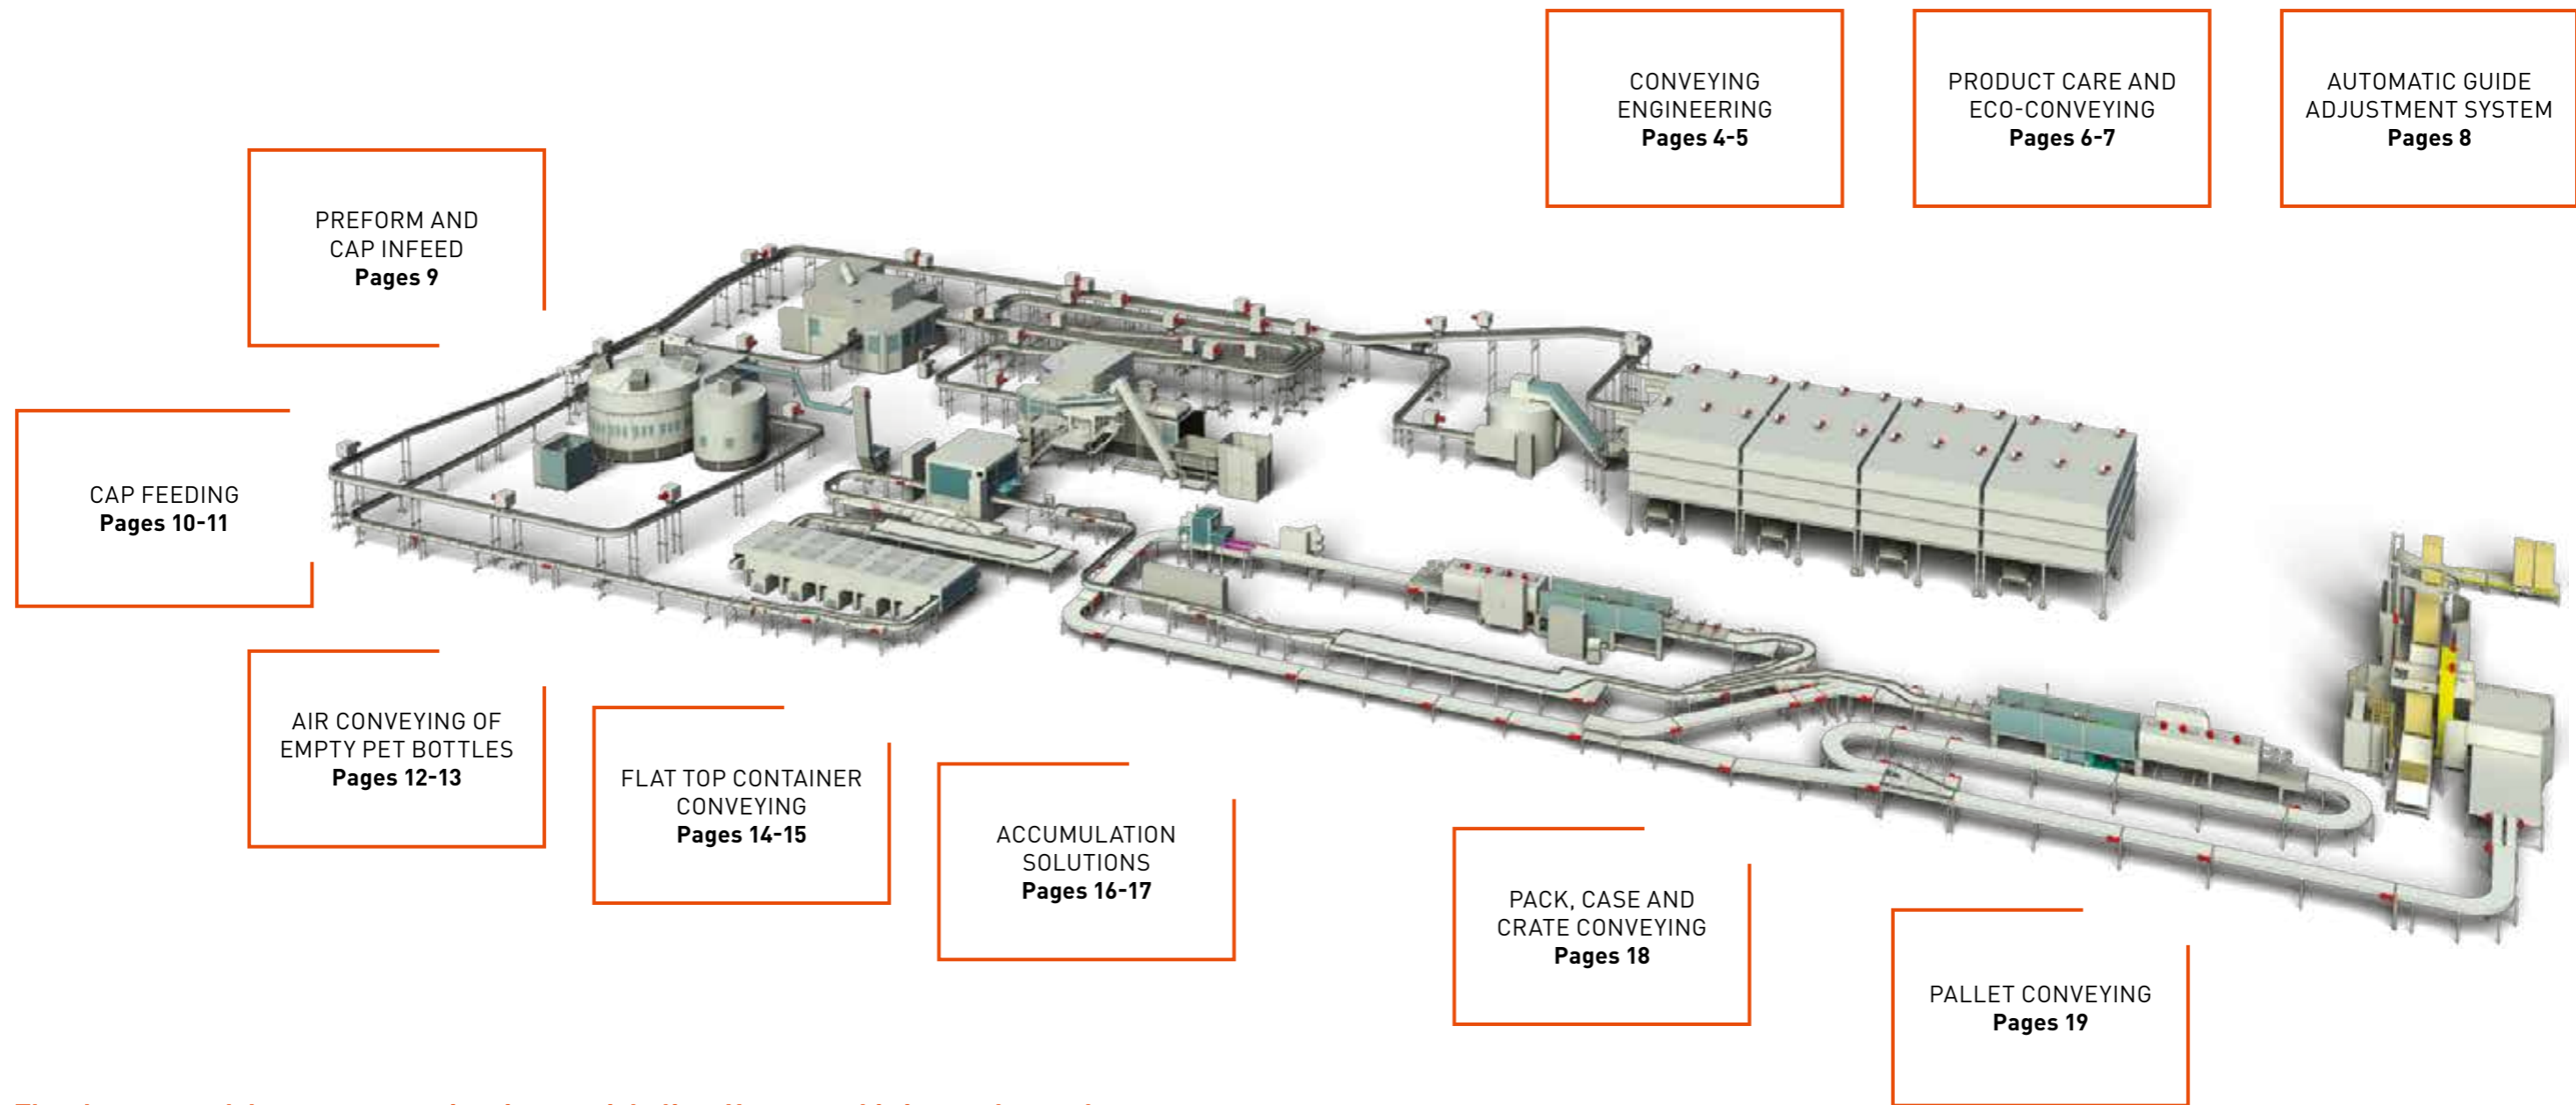 CONVEYING
ENGINEERING
Pages 4-5
PRODUCT CARE AND
ECO-CONVEYING
Pages 6-7
AUTOMATIC GUIDE
ADJUSTMENT SYSTEM
Pages 8
PREFORM AND
CAP INFEED
Pages 9
CAP FEEDING
Pages 10-11
AIR CONVEYING OF
EMPTY PET BOTTLES
Pages 12-13
FLAT TOP CONTAINER
CONVEYING
Pages 14-15
ACCUMULATION
SOLUTIONS
Pages 16-17
PACK, CASE AND
CRATE CONVEYING
Pages 18
PALLET CONVEYING
Pages 19